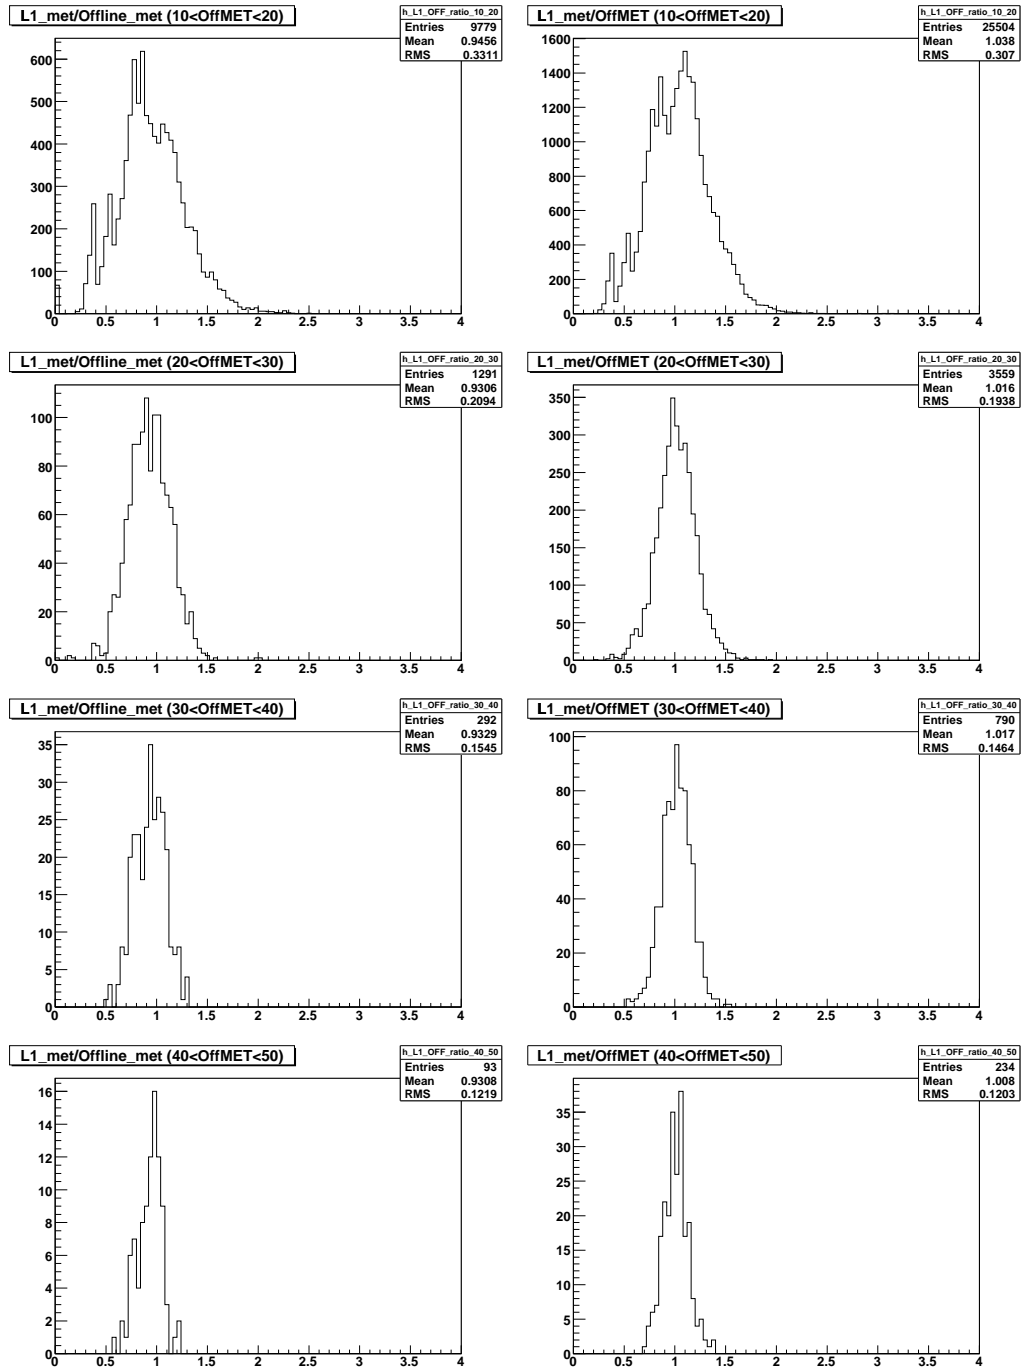 L1_met/Offline_met (10<OffMET<20)
h_L1_OFF_ratio_10_20
Entries 9779
Mean 0.9456
RMS 0.3311
600
500
400
300
200
100
0
0 0.5 1 1.5 2 2.5 3 3.5 4
L1_met/OffMET (10<OffMET<20)
h_L1_OFF_ratio_10_20
Entries 25504
Mean 1.038
RMS 0.307
1600
1400
1200
1000
800
600
400
200
0
0 0.5 1 1.5 2 2.5 3 3.5 4
L1_met/Offline_met (20<OffMET<30)
h_L1_OFF_ratio_20_30
Entries 1291
Mean 0.9306
RMS 0.2094
100
80
60
40
20
0
0 0.5 1 1.5 2 2.5 3 3.5 4
L1_met/OffMET (20<OffMET<30)
h_L1_OFF_ratio_20_30
Entries 3559
Mean 1.016
RMS 0.1938
350
300
250
200
150
100
50
0
0 0.5 1 1.5 2 2.5 3 3.5 4
L1_met/Offline_met (30<OffMET<40)
h_L1_OFF_ratio_30_40
Entries 292
Mean 0.9329
RMS 0.1545
35
30
25
20
15
10
5
0
0 0.5 1 1.5 2 2.5 3 3.5 4
L1_met/OffMET (30<OffMET<40)
h_L1_OFF_ratio_30_40
Entries 790
Mean 1.017
RMS 0.1464
100
80
60
40
20
0
0 0.5 1 1.5 2 2.5 3 3.5 4
L1_met/Offline_met (40<OffMET<50)
h_L1_OFF_ratio_40_50
Entries 93
Mean 0.9308
RMS 0.1219
16
14
12
10
8
6
4
2
0
0 0.5 1 1.5 2 2.5 3 3.5 4
L1_met/OffMET (40<OffMET<50)
h_L1_OFF_ratio_40_50
Entries 234
Mean 1.008
RMS 0.1203
35
30
25
20
15
10
5
0
0 0.5 1 1.5 2 2.5 3 3.5 4